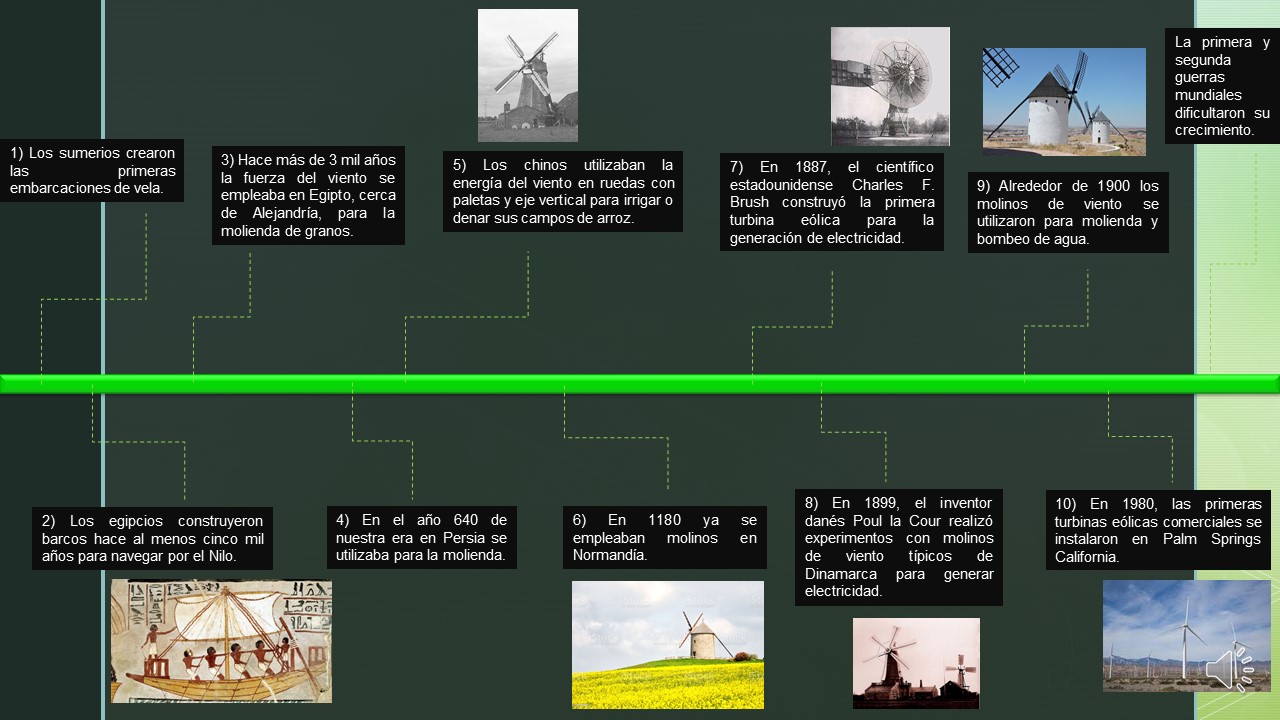 1) Los sumerios crearon
las primeras
embarcaciones de vela.
2) Los egipcios construyeron
barcos hace al menos cinco mil
años para navegar por el Nilo.
3) Hace más de 3 mil años
la fuerza del viento se
empleaba en Egipto, cerca
de Alejandría, para la
molienda de granos.
4) En el año 640 de
nuestra era en Persia se
utilizaba para la molienda.
5) Los chinos utilizaban la
energía del viento en ruedas con
paletas y eje vertical para irrigar o
denar sus campos de arroz.
6) En 1180 ya se
empleaban molinos en
Normandía.
7) En 1887, el científico
estadounidense Charles F.
Brush construyó la primera
turbina eólica para la
generación de electricidad.
8) En 1899, el inventor
danés Poul la Cour realizó
experimentos con molinos
de viento típicos de
Dinamarca para generar
electricidad.
9) Alrededor de 1900 los
molinos de viento se
utilizaron para molienda y
bombeo de agua.
10) En 1980, las primeras
turbinas eólicas comerciales se
instalaron en Palm Springs
California.
La primera y
segunda
guerras
mundiales
dificultaron su
crecimiento.